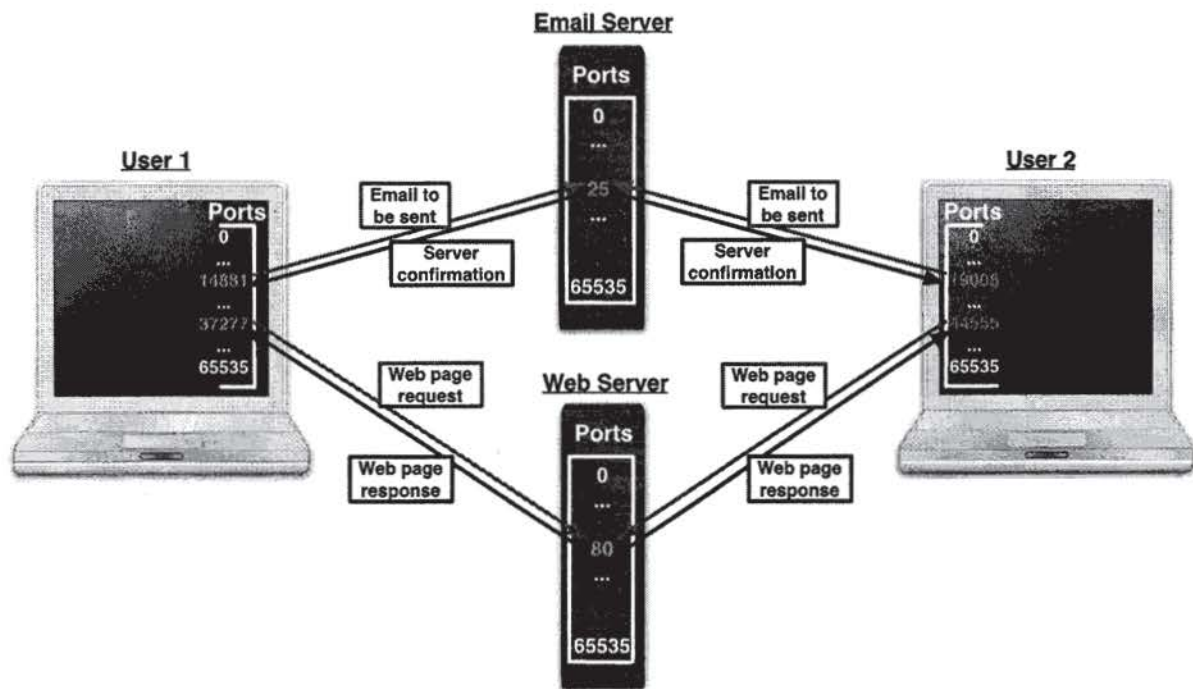 Email Server
Ports
0
...
25
...
65535
User 1
Ports
0
...
14881
...
37277
...
65535
Email to
be sent
Server
confirmation
Email to
be sent
Server
confirmation
User 2
Ports
0
...
...
65535
Web page
request
Web page
response
Web Server
Ports
0
...
80
...
65535
Web page
request
Web page
response